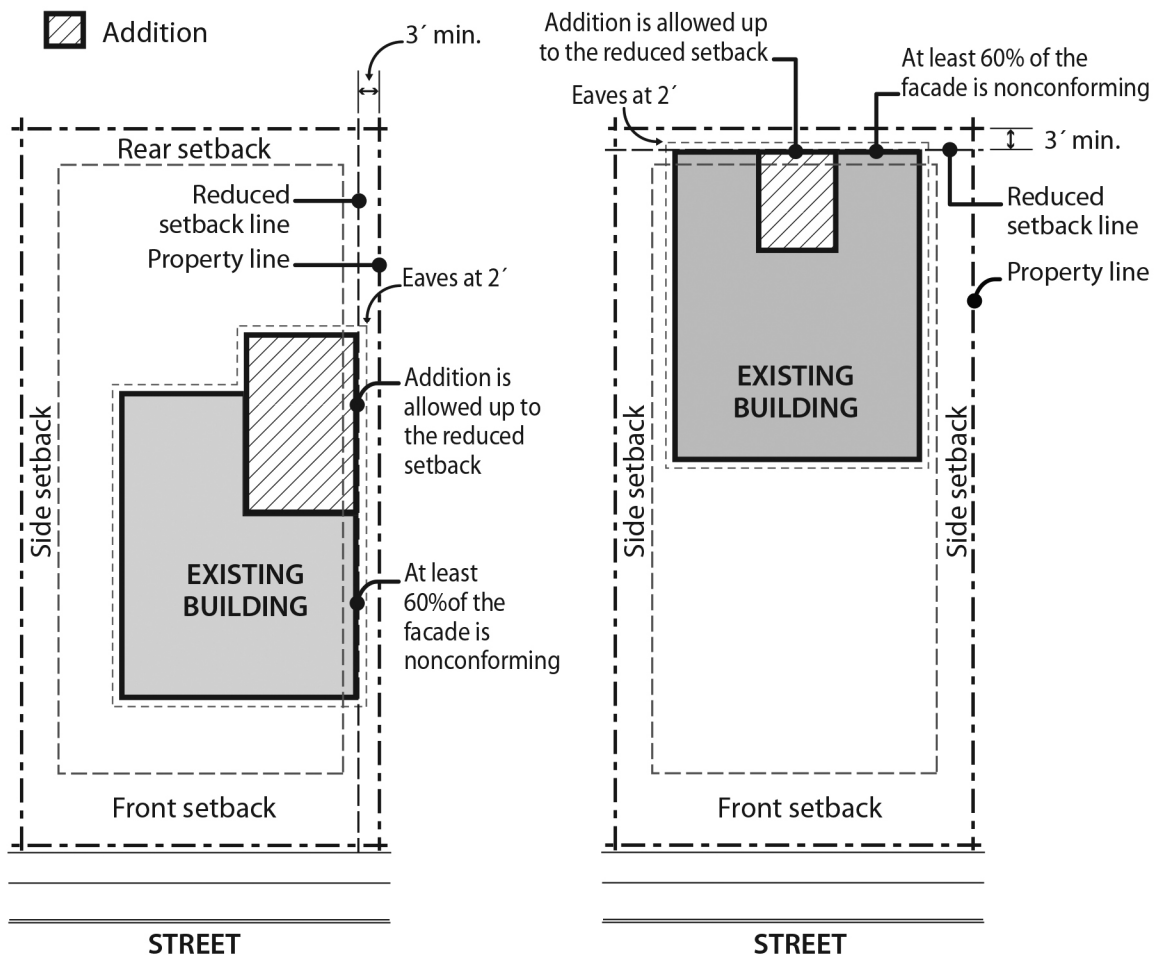 Addition
3´ min.
Rear setback
Reduced
setback line
Property line
Eaves at 2´
Addition is
allowed up to
the reduced
setback
Side setback
EXISTING
BUILDING
At least
60%of the
facade is
nonconforming
Front setback
STREET
Addition is allowed up
to the reduced setback
At least 60% of the
facade is nonconforming
Eaves at 2´
3´ min.
Reduced
setback line
Property line
EXISTING
BUILDING
Side setback
Side setback
Front setback
STREET